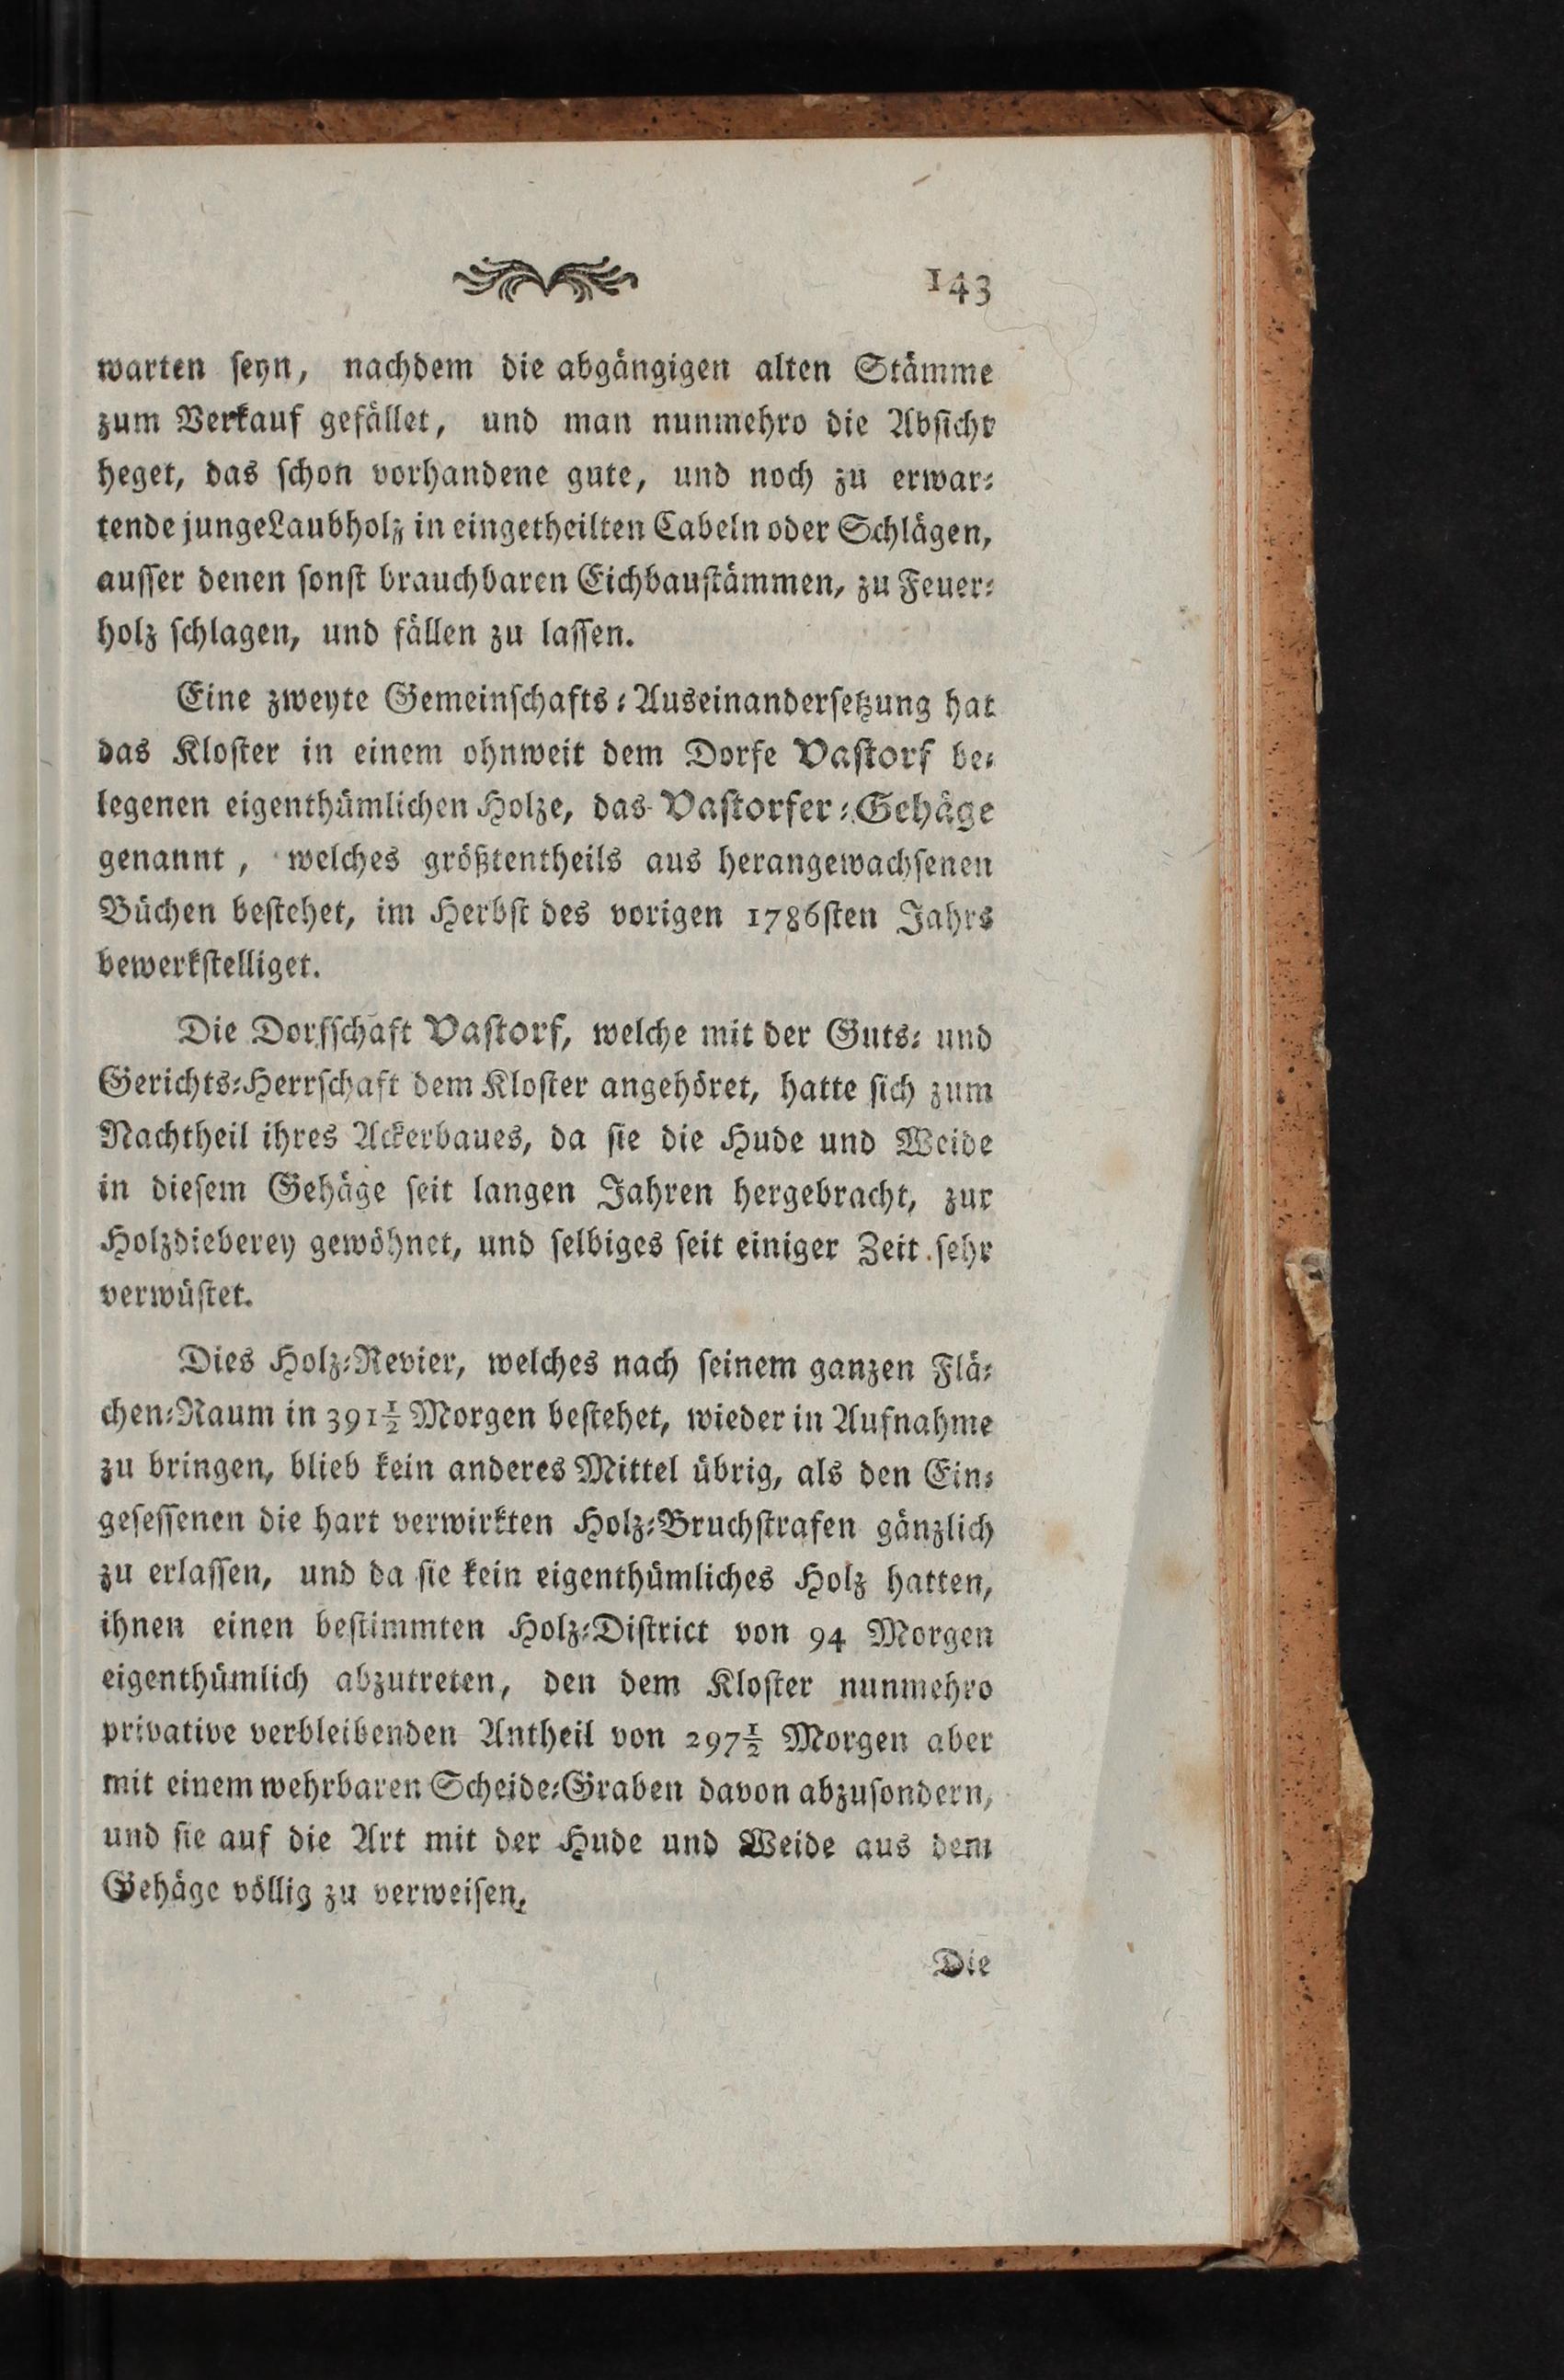 143
warten ſeyn, nachdem die abgängigen alten Stämme
zum Verkauf gefället, und man nunmehro die Abſicht
heget, das ſchon vorhandene gute, und noch zu erwar⸗
tende junge Laubholz in eingetheilten Cabeln oder Schlägen,
auſſer denen ſonſt brauchbaren Eichbauſtämmen, zu Feuer⸗
holz ſchlagen, und fällen zu laſſen.
Eine zweyte Gemeinſchafts⸗Auseinanderſetzung hat
das Kloſter in einem ohnweit dem Dorfe Vaſtorf be⸗
legenen eigenthümlichen Holze, das Vaſtorfer⸗Gehäge
genannt, welches größtentheils aus herangewachſenen
Büchen beſtehet, im Herbſt des vorigen 1786ſten Jahrs
bewerkſtelliget.
Die Dorfſchaft Vaſtorf, welche mit der Guts⸗ und
Gerichts⸗Herrſchaft dem Kloſter angehöret, hatte ſich zum
Nachtheil ihres Ackerbaues, da ſie die Hude und Weide
in dieſem Gehäge ſeit langen Jahren hergebracht, zur
Holzdieberey gewöhnet, und ſelbiges ſeit einiger Zeit ſehr
verwüſtet.
Dies Holz⸗Revier, welches nach ſeinem ganzen Flä⸗
chen⸗Raum in 391½ Morgen beſtehet, wieder in Aufnahme
zu bringen, blieb kein anderes Mittel übrig, als den Ein⸗
geſeſſenen die hart verwirkten Holz⸗Bruchſtrafen gänzlich
zu erlaſſen, und da ſie kein eigenthümliches Holz hatten,
ihnen einen beſtimmten Holz⸗Diſtrict von 94 Morgen
eigenthümlich abzutreten, den dem Kloſter nunmehro
privative verbleibenden Antheil von 297½ Morgen aber
mit einem wehrbaren Scheide⸗Graben davon abzuſondern,
und ſie auf die Art mit der Hude und Weide aus dem
Gehäge völlig zu verweiſen.
Die